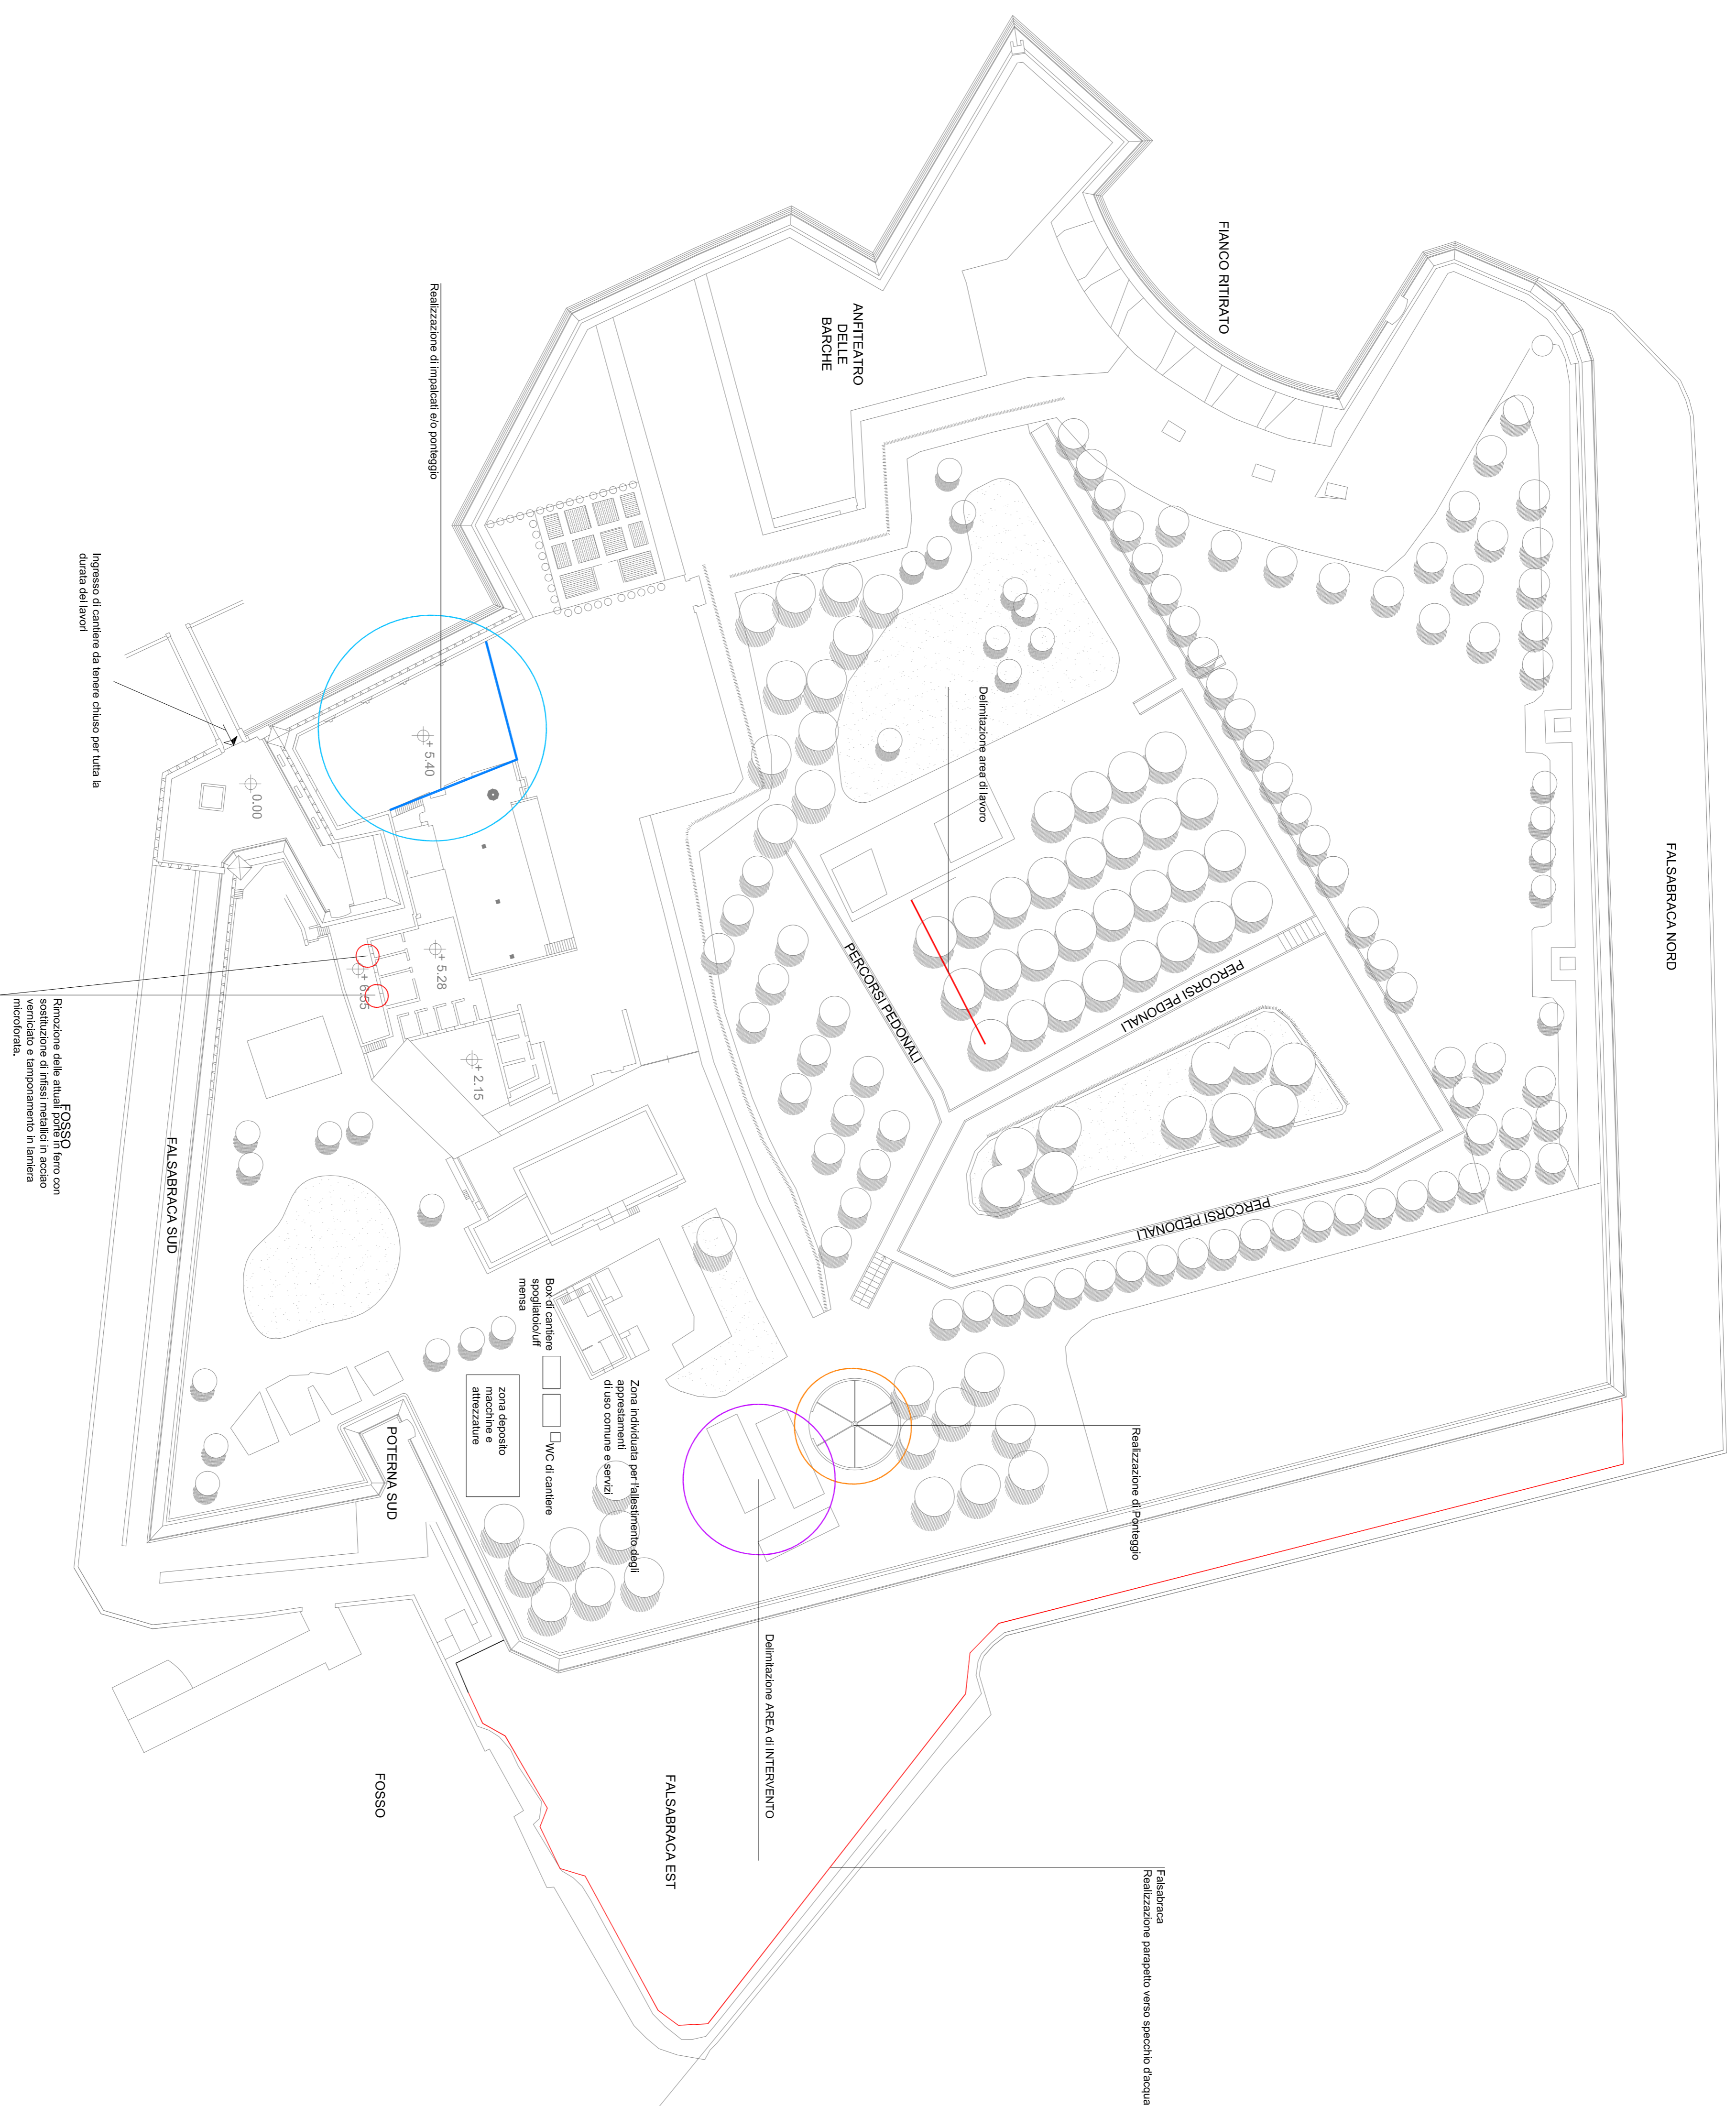 FIANCO RITIRATO
FALSABRACA NORD
ANFITEATRO
DELLE
BARCHE
Realizzazione di impalcati e/o ponteggio
Delimitazione area di lavoro
Ingresso di cantiere da tenere chiuso per tutta la
durata dei lavori
+ 5.40
0.00
+ 5.28
+ 6.35
+ 2.15
PERCORSI PEDONALI
PERCORSI PEDONALI
PERCORSI PEDONALI
Rimozione delle attuali porte in ferro con
sostituzione di infissi metallici in acciao
verniciato e tamponamento in lamiera
microforata.
FOSSO
FALSABRACA SUD
Box di cantiere
spogliatoio/uff
mensa
WC di cantiere
zona deposito
macchine e
attrezzature
Zona individuata per l'allestimento degli
apprestamenti
di uso comune e servizi
POTERNA SUD
Realizzazione di Ponteggio
Delimitazione AREA di INTERVENTO
FOSSO
FALSABRACA EST
Falsabraca
Realizzazione parapetto verso specchio d'acqua